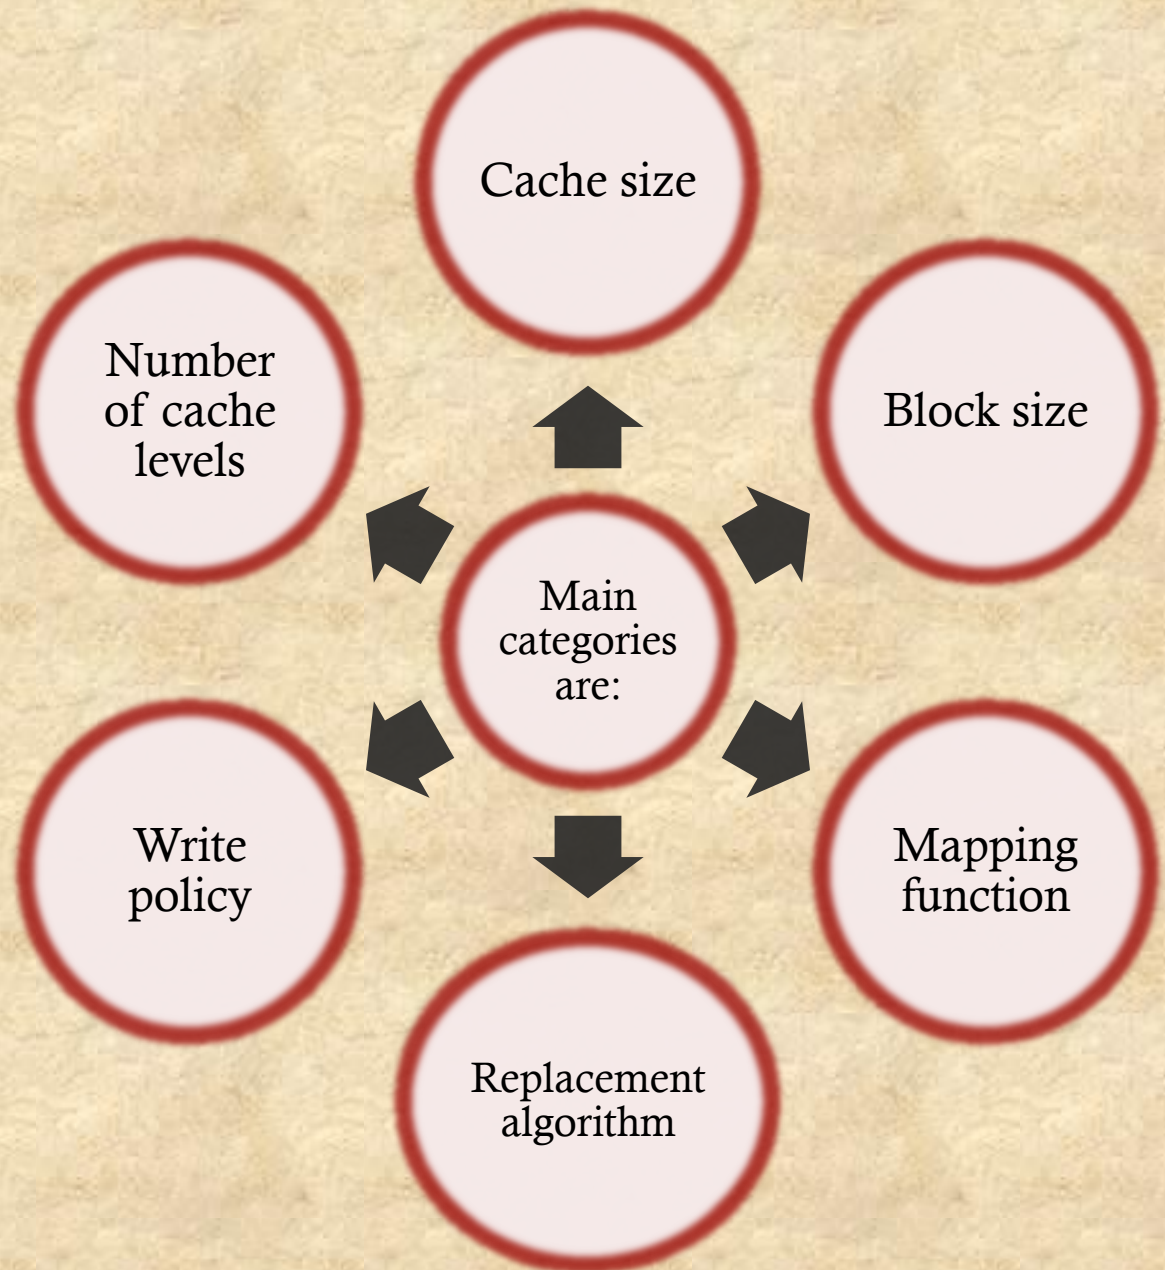 Cache size
Number
of cache
levels
Block size
Main
categories
are:
Write
policy
Mapping
function
Replacement
algorithm